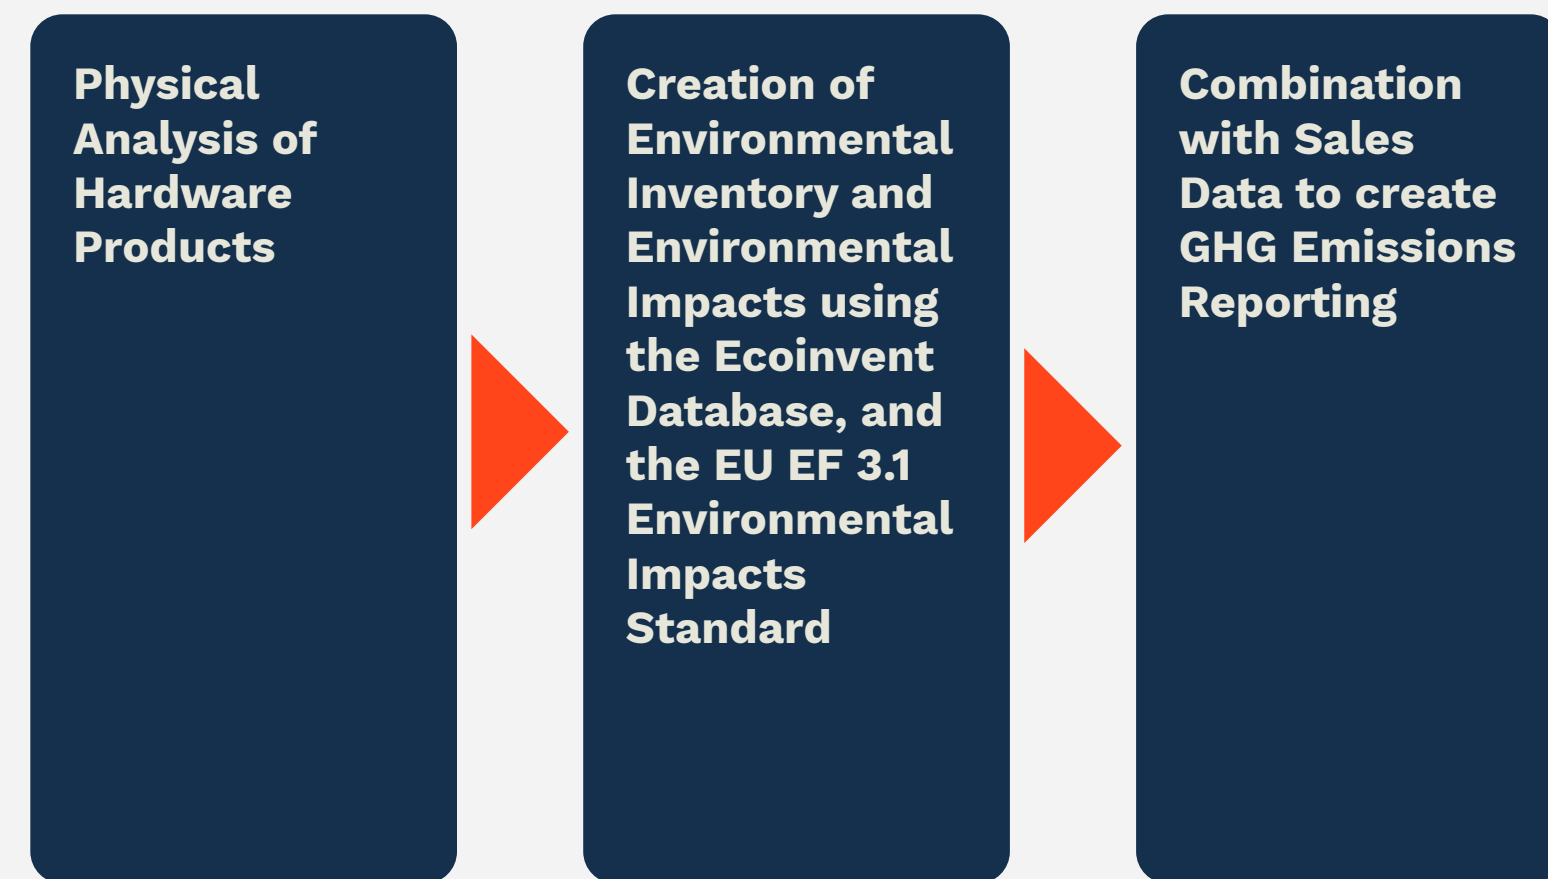 Physical
Analysis of
Hardware
Products
Creation of
Environmental
Inventory and
Environmental
Impacts using
the Ecoinvent
Database, and
the EU EF 3.1
Environmental
Impacts
Standard
Combination
with Sales
Data to create
GHG Emissions
Reporting